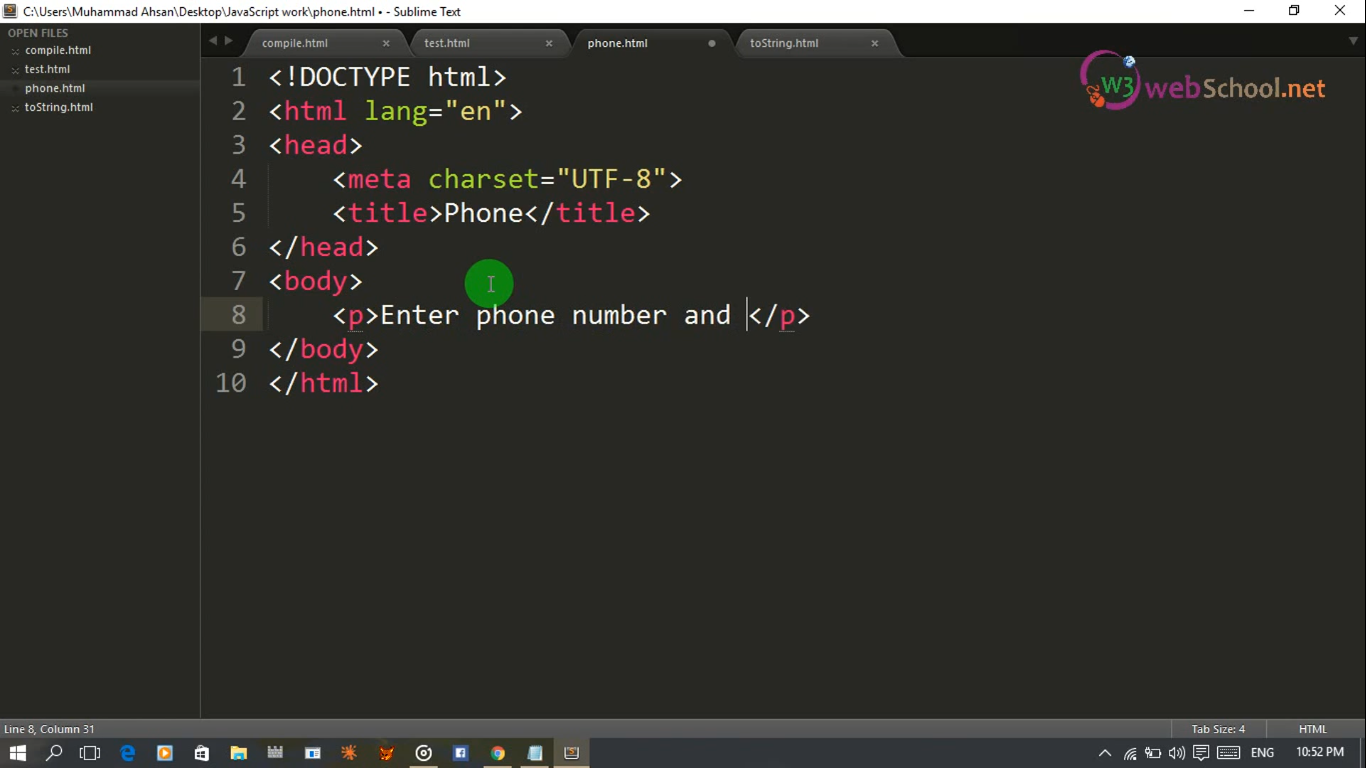 C:\Users\Muhammad Ahsan\Desktop\JavaScript work\phone.html • - Sublime Text
OPEN FILES
compile.html
test.html
phone.html
toString.html
compile.html × test.html × phone.html toString.html ×
W3 webSchool.net
1 <!DOCTYPE html>
2 <html lang="en">
3 <head>
4 <meta charset="UTF-8">
5 <title>Phone</title>
6 </head>
7 <body>
8 <p>Enter phone number and </p>
9 </body>
10 </html>
Line 8, Column 31 Tab Size: 4 HTML
ENG 10:52 PM